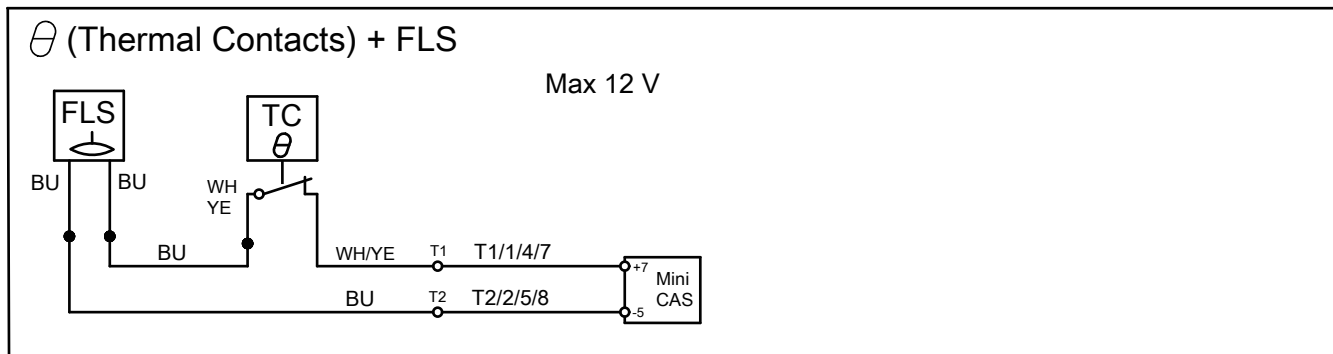 θ (Thermal Contacts) + FLS
Max 12 V
FLS
TC
θ
BU
BU
WH
YE
BU
WH/YE
T1
T1/1/4/7
+7
Mini
CAS
BU
T2
T2/2/5/8
-5